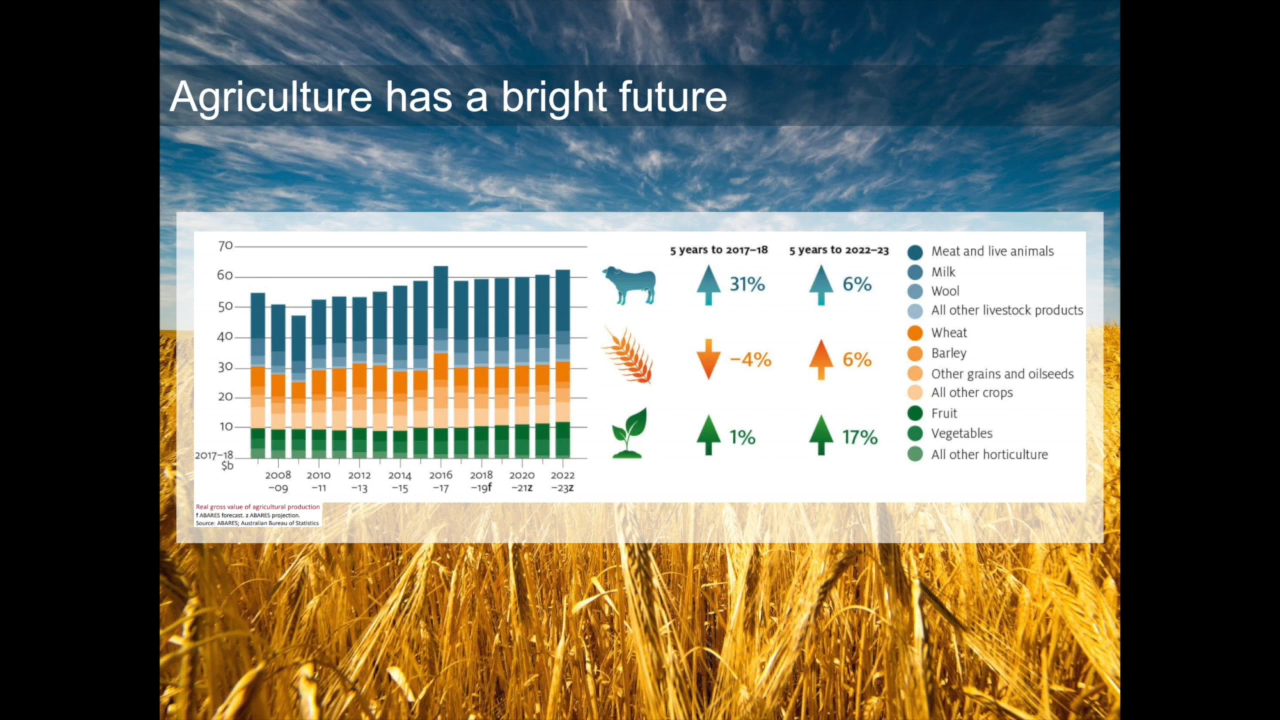 Agriculture has a bright future
70
60
50
40
30
20
10
2017–18
$b
2008 2010 2012 2014 2016 2018 2020 2022
–09 –11 –13 –15 –17 –19f –21z –23z
5 years to 2017–18 5 years to 2022–23
31% 6%
–4% 6%
1% 17%
Meat and live animals
Milk
Wool
All other livestock products
Wheat
Barley
Other grains and oilseeds
All other crops
Fruit
Vegetables
All other horticulture
Real gross value of agricultural production
f ABARES forecast. z ABARES projection.
Source: ABARES; Australian Bureau of Statistics